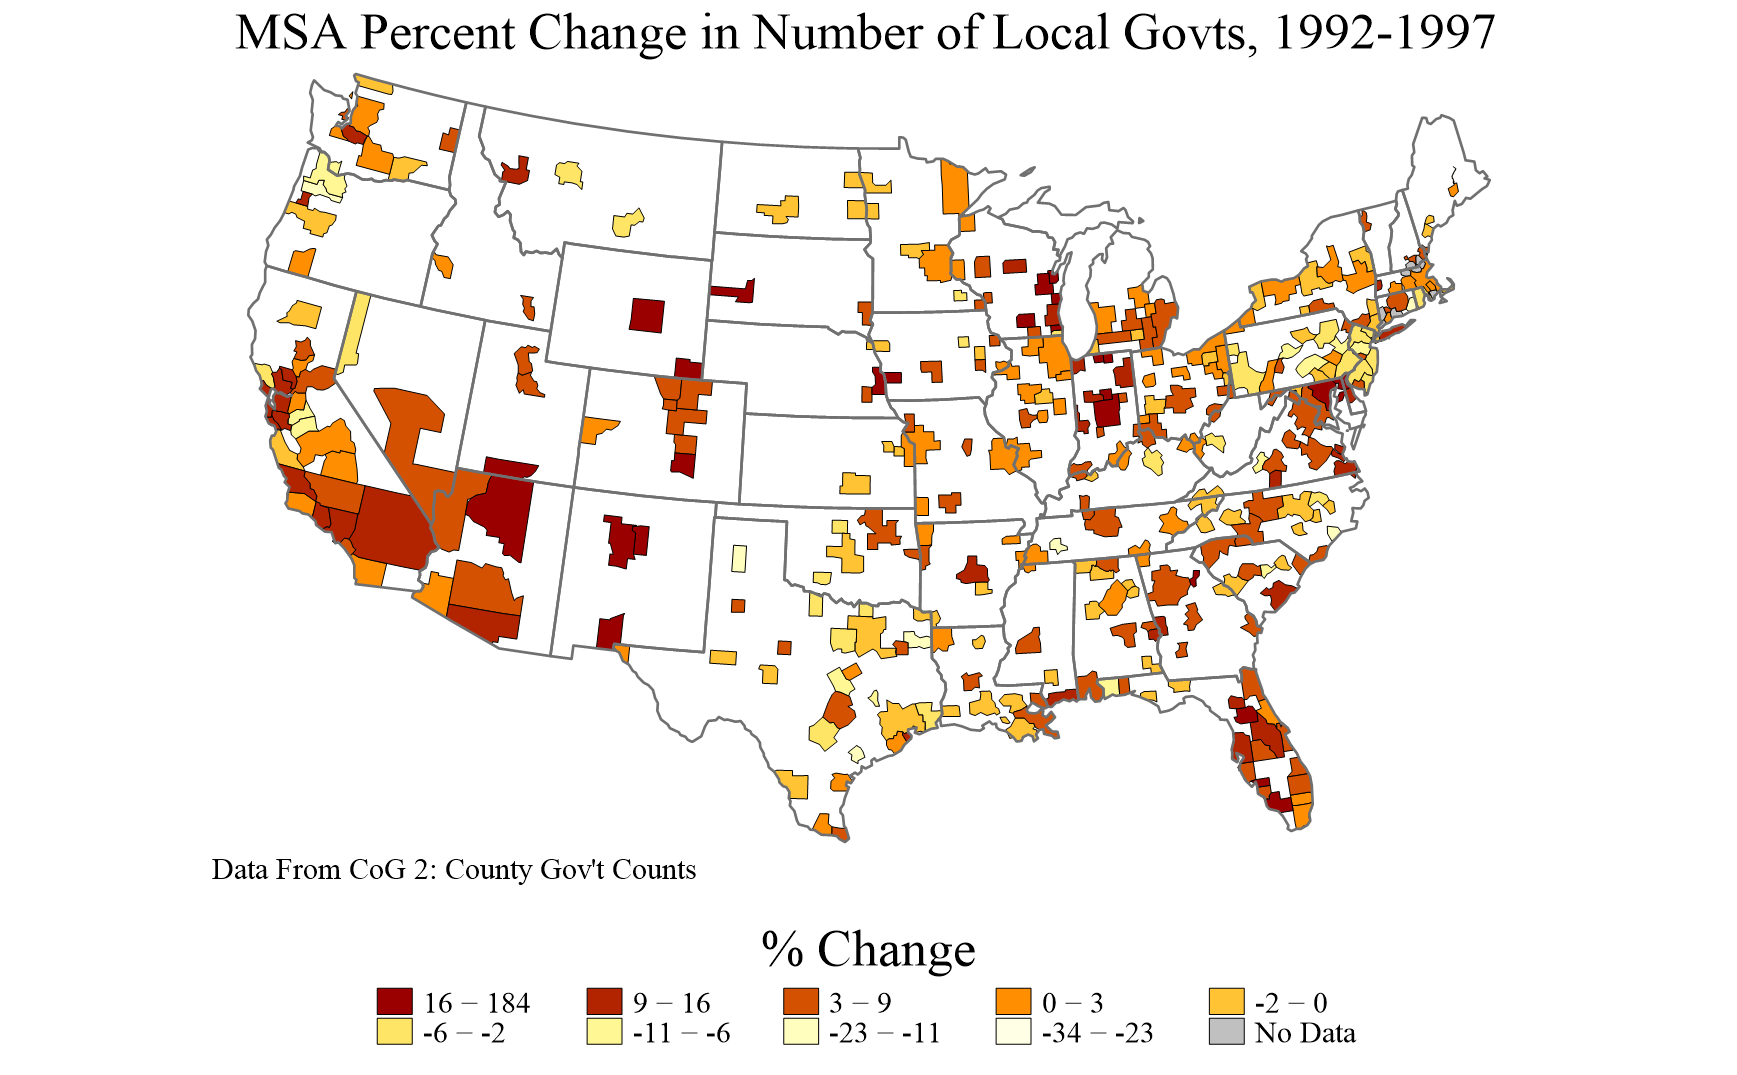 MSA Percent Change in Number of Local Govts, 1992-1997
Data From CoG 2: County Gov't Counts
% Change
16 – 184 9 – 16 3 – 9 0 – 3 -2 – 0
-6 – -2 -11 – -6 -23 – -11 -34 – -23 No Data